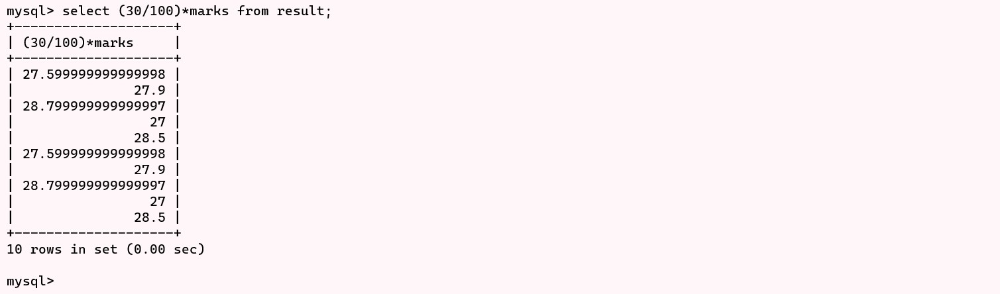 mysql> select (30/100)*marks from result;
+--------------------+
| (30/100)*marks     |
+--------------------+
| 27.599999999999998 |
|               27.9 |
| 28.799999999999997 |
|                 27 |
|               28.5 |
| 27.599999999999998 |
|               27.9 |
| 28.799999999999997 |
|                 27 |
|               28.5 |
+--------------------+
10 rows in set (0.00 sec)
mysql>